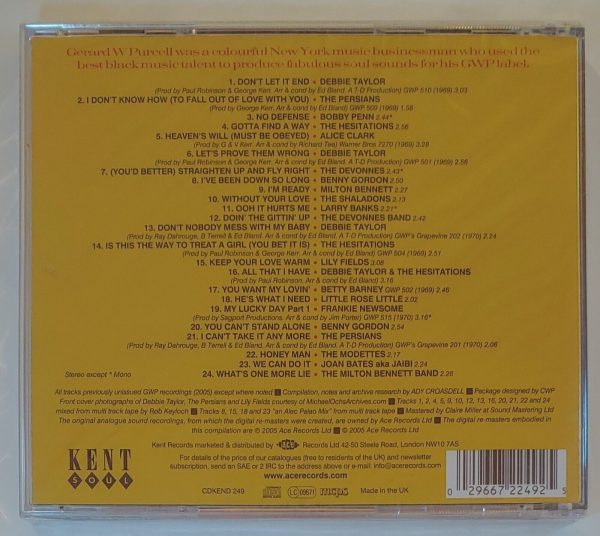 Gerard W Purcell was a colourful New York music businessman who used the
best black music talent to produce fabulous soul sounds for his GWP label.
1. DON'T LET IT END • DEBBIE TAYLOR
(Prod by Paul Robinson & George Kerr. Arr & cond by Ed Bland. A T-D Production) GWP 510 (1969) 3.03
2. I DON'T KNOW HOW (TO FALL OUT OF LOVE WITH YOU) • THE PERSIANS
(Prod by Paul Robinson & George Kerr. Arr & cond by Ed Bland) GWP 509 (1969) 1.58
3. NO DEFENSE • BOBBY PENN 2.44*
4. GOTTA FIND A WAY • THE HESITATIONS 2.56
5. HEAVEN'S WILL (MUST BE OBEYED) • ALICE CLARK
(Prod by G & V Kerr. Arr & cond by Richard Tee) Warner Bros 7270 (1969) 3.28
6. LET'S PROVE THEM WRONG • DEBBIE TAYLOR
(Prod by Paul Robinson & George Kerr. Arr & cond by Ed Bland) GWP 501 (1969) 2.56
7. (YOU'D BETTER) STRAIGHTEN UP AND FLY RIGHT • THE DEVONNES 2.43*
8. I'VE BEEN DOWN SO LONG • BENNY GORDON 2.50
9. I'M READY • MILTON BENNETT 2.27
10. WITHOUT YOUR LOVE • THE SHALADONS 2.13
11. OOH IT HURTS ME • LARRY BANKS 2.21*
12. DOIN' THE GITTIN' UP • THE DEVONNES BAND 2.42
13. DON'T NOBODY MESS WITH MY BABY • DEBBIE TAYLOR
(Prod by Ray Dahrouge, B Terrell & Ed Bland. Arr & cond by Ed Bland. A T-D Production) GWP's Grapevine 202 (1970) 2.24
14. IS THIS THE WAY TO TREAT A GIRL (YOU BET IT IS) • THE HESITATIONS
(Prod by Paul Robinson & George Kerr. Arr & cond by Ed Bland) GWP 504 (1969) 2.51
15. KEEP YOUR LOVE WARM • LILY FIELDS 3.08
16. ALL THAT I HAVE • DEBBIE TAYLOR & THE HESITATIONS
(Prod by Paul Robinson. Arr & cond by Ed Bland) 3.16
17. YOU WANT MY LOVIN' • BETTY BARNEY GWP 502 (1969) 2.46
18. HE'S WHAT I NEED • LITTLE ROSE LITTLE 2.02
19. MY LUCKY DAY Part 1 • FRANKIE NEWSOME
(Prod by Sagport Productions. Arr & cond by Jim Porter) GWP 515 (1970) 3.16*
20. YOU CAN'T STAND ALONE • BENNY GORDON 2.54
21. I CAN'T TAKE IT ANY MORE • THE PERSIANS
(Prod by Ray Dahrouge, B Terrell & Ed Bland. Arr & cond by Ed Bland) GWP's Grapevine 201 (1970) 2.06
22. HONEY MAN • THE MODETTES 2.17
23. WE CAN DO IT • JOAN BATES aka JAIBI 2.24
24. WHAT'S ONE MORE LIE • THE MILTON BENNETT BAND 2.26
Stereo except * Mono
All tracks previously unissued GWP recordings (2005) except where noted • Compilation, notes and archive research by ADY CROASDELL • Package designed by CWP
Front cover photographs of Debbie Taylor, The Persians and Lily Fields courtesy of MichaelOchsArchives.com • Tracks 1, 2, 4, 5, 9, 10, 12, 13, 16, 20, 21, 22 and 24
mixed from multi track tape by Rob Keyloch • Tracks 8, 15, 18 and 23 "an Alec Palao Mix" from multi track tape • Mastered by Claire Miller at Sound Mastering Ltd
The original analogue sound recordings, from which the digital re-masters were created, are owned by Ace Records Ltd • The digital re-masters embodied in
this compilation are ℗ 2005 Ace Records Ltd • © 2005 Ace Records Ltd
Kent Records marketed & distributed by ACE Records Ltd 42-50 Steele Road, London NW10 7AS
For details of the price of our catalogues (free to residents of the UK) and newsletter
subscription, send an SAE or 2 IRC to the address above or e-mail: info@acerecords.com
www.acerecords.com
KENT
SOUL
CDKEND 249
LC 09671
mcps
Made in the UK
0 29667 22492 5